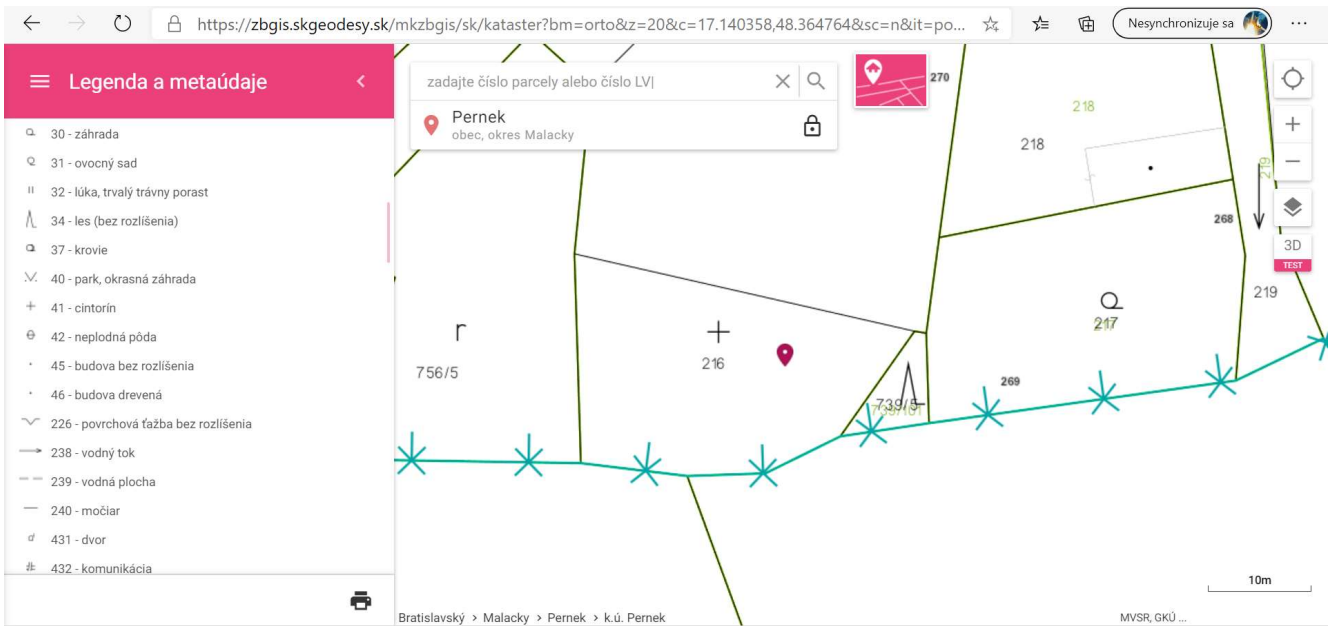 https://zbgis.skgeodesy.sk/mkzbgis/sk/kataster?bm=orto&z=20&c=17.140358,48.364764&sc=n&it=po...
Nesynchronizuje sa
Legenda a metaúdaje
30 - záhrada
31 - ovocný sad
32 - lúka, trvalý trávny porast
34 - les (bez rozlíšenia)
37 - krovie
40 - park, okrasná záhrada
41 - cintorín
42 - neplodná pôda
45 - budova bez rozlíšenia
46 - budova drevená
226 - povrchová ťažba bez rozlíšenia
238 - vodný tok
239 - vodná plocha
240 - močiar
431 - dvor
432 - komunikácia
zadajte číslo parcely alebo číslo LV
Pernek
obec, okres Malacky
270
218
218
219
268
3D
TEST
219
217
r
756/5
216
269
739/5
10m
Bratislavský > Malacky > Pernek > k.ú. Pernek
MVSR, GKÚ ...